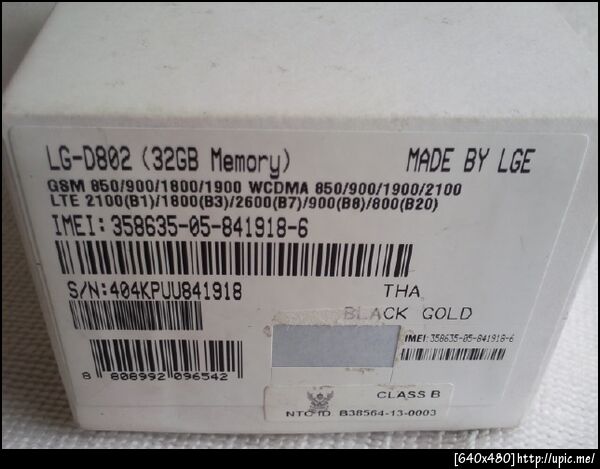 LG-D802 (32GB Memory) MADE BY LGE
GSM 850/900/1800/1900 WCDMA 850/900/1900/2100
LTE 2100(B1)/1800(B3)/2600(B7)/900(B8)/800(B20)
IMEI: 358635-05-841918-6
S/N:404KPUU841918 THA
BLACK GOLD
IMEI:358635-05-841918-6
8 808992 096542
CLASS B
NTC ID. B38564-13-0003
[640x480]http://upic.me/